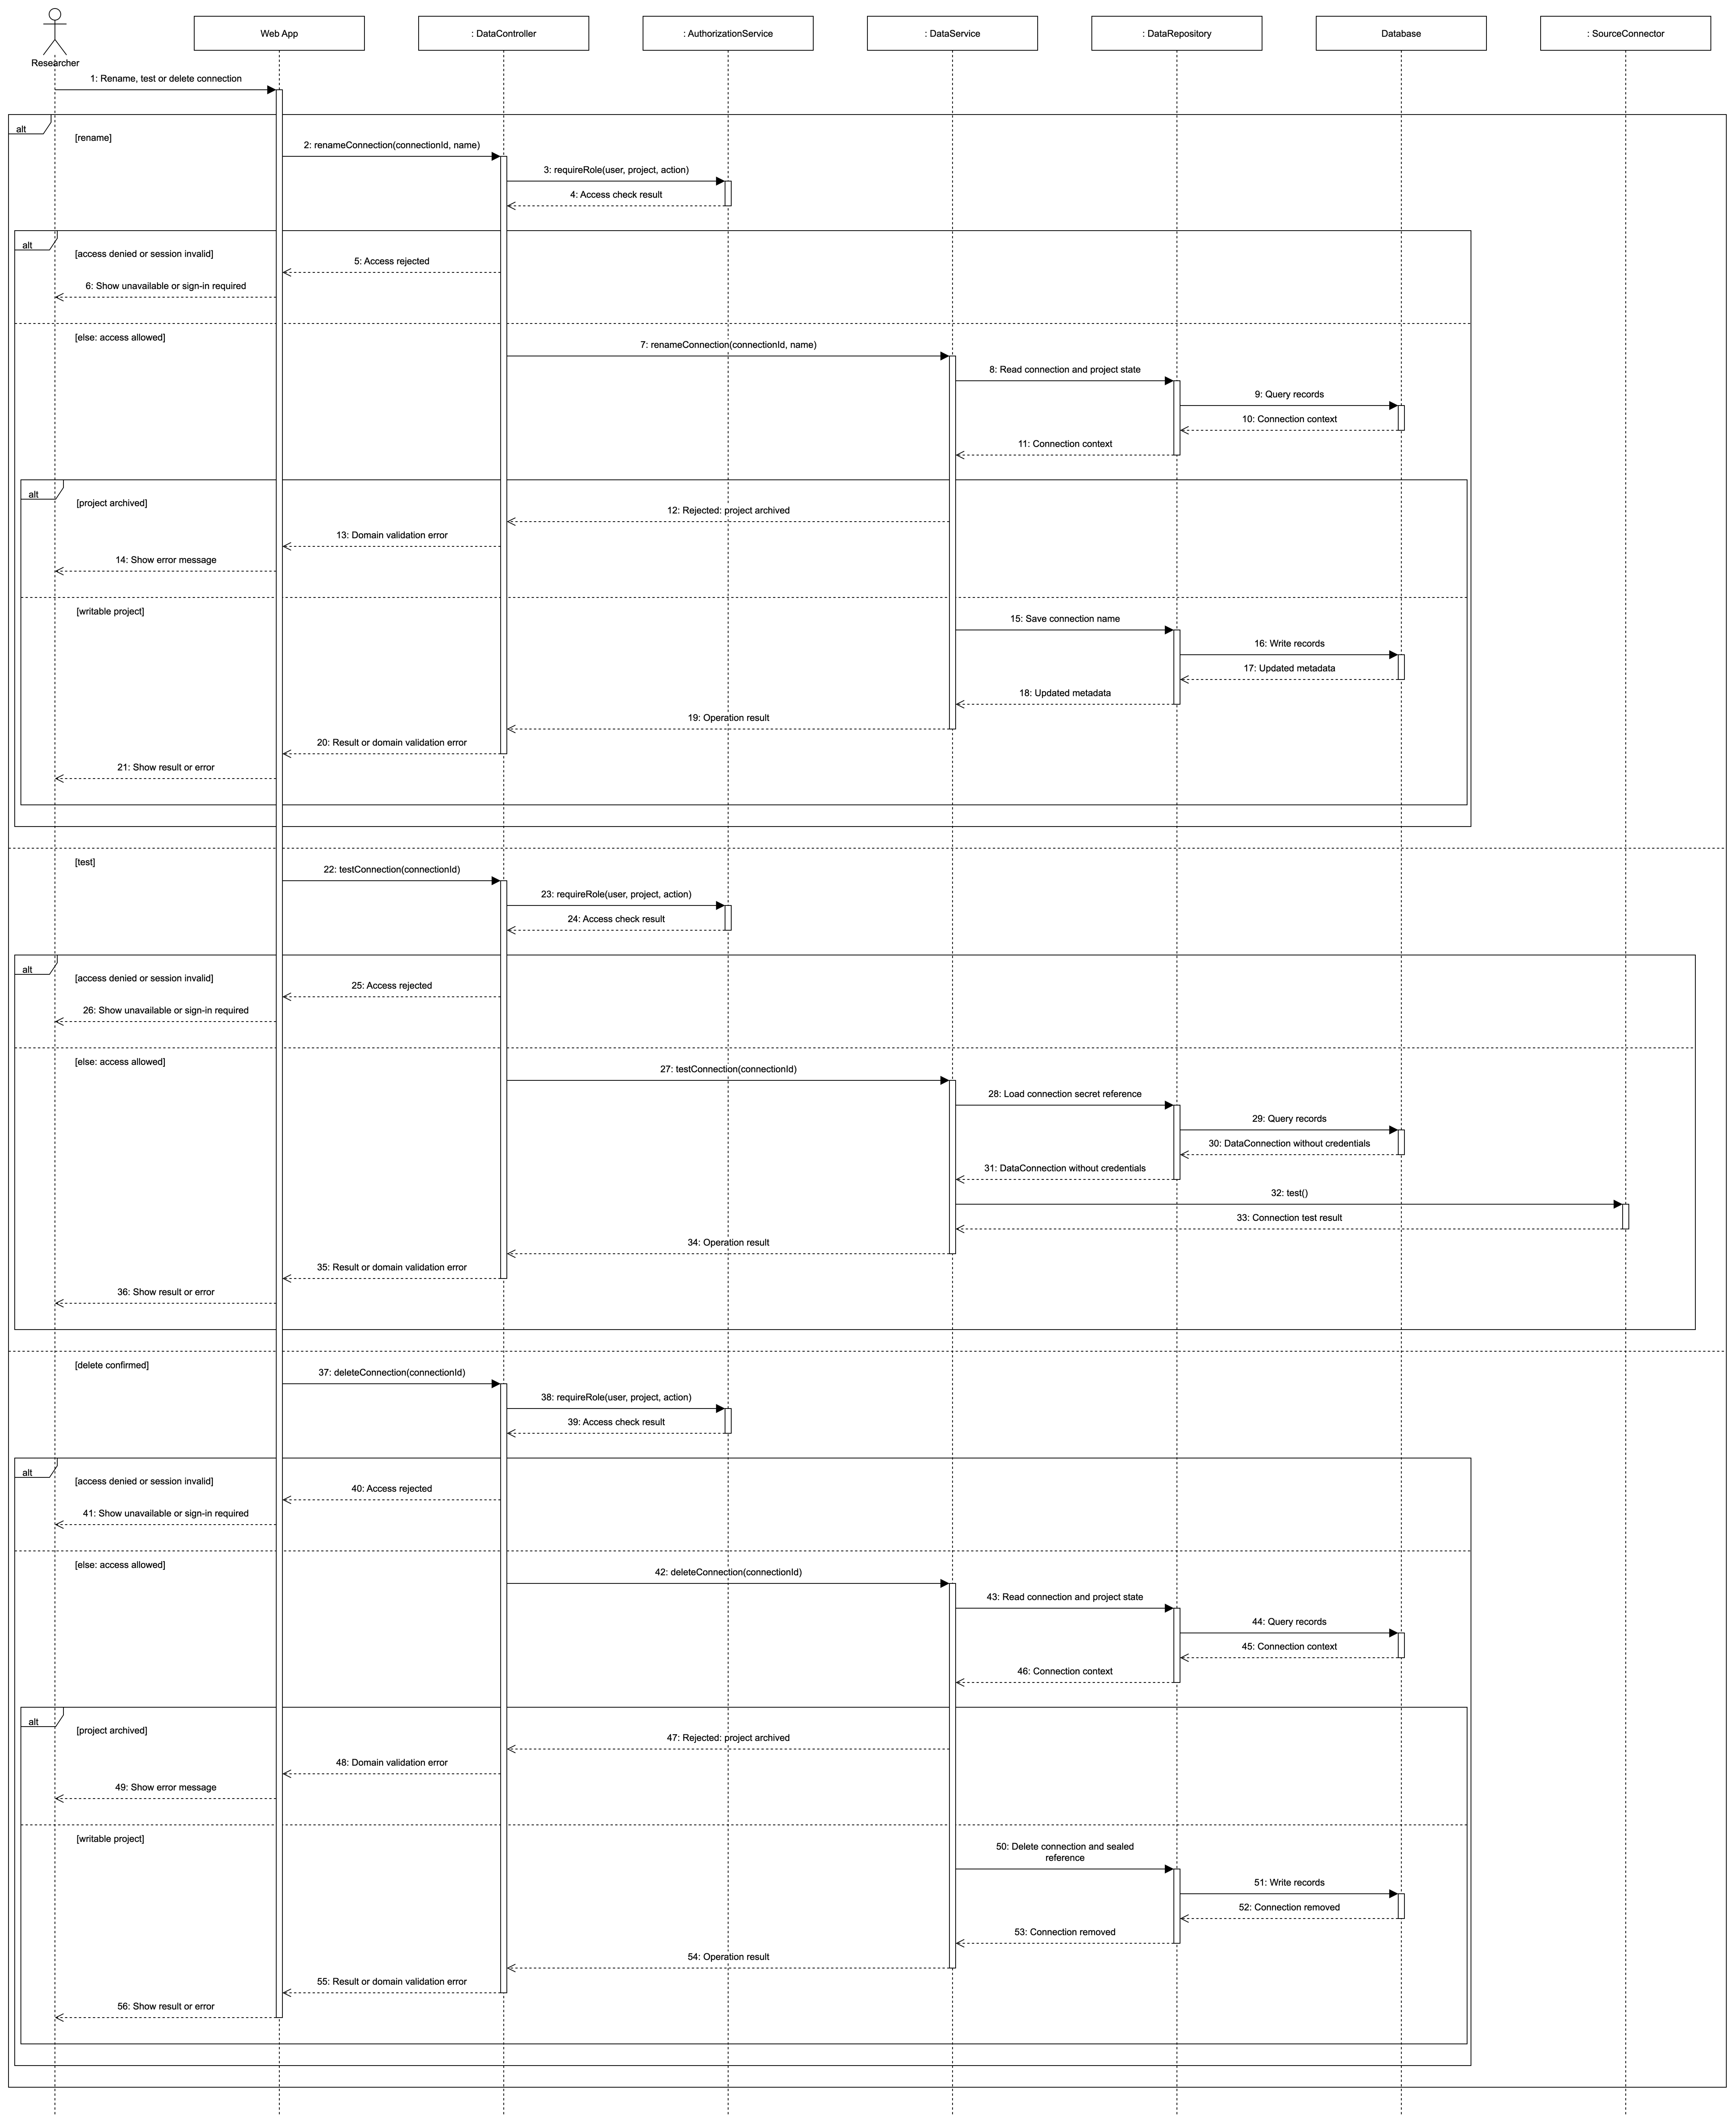 Researcher
Web App
: DataController
: AuthorizationService
: DataService
: DataRepository
Database
: SourceConnector
1: Rename, test or delete connection
alt
[rename]
2: renameConnection(connectionId, name)
3: requireRole(user, project, action)
4: Access check result
alt
[access denied or session invalid]
5: Access rejected
6: Show unavailable or sign-in required
[else: access allowed]
7: renameConnection(connectionId, name)
8: Read connection and project state
9: Query records
10: Connection context
11: Connection context
alt
[project archived]
12: Rejected: project archived
13: Domain validation error
14: Show error message
[writable project]
15: Save connection name
16: Write records
17: Updated metadata
18: Updated metadata
19: Operation result
20: Result or domain validation error
21: Show result or error
[test]
22: testConnection(connectionId)
23: requireRole(user, project, action)
24: Access check result
alt
[access denied or session invalid]
25: Access rejected
26: Show unavailable or sign-in required
[else: access allowed]
27: testConnection(connectionId)
28: Load connection secret reference
29: Query records
30: DataConnection without credentials
31: DataConnection without credentials
32: test()
33: Connection test result
34: Operation result
35: Result or domain validation error
36: Show result or error
[delete confirmed]
37: deleteConnection(connectionId)
38: requireRole(user, project, action)
39: Access check result
alt
[access denied or session invalid]
40: Access rejected
41: Show unavailable or sign-in required
[else: access allowed]
42: deleteConnection(connectionId)
43: Read connection and project state
44: Query records
45: Connection context
46: Connection context
alt
[project archived]
47: Rejected: project archived
48: Domain validation error
49: Show error message
[writable project]
50: Delete connection and sealed
reference
51: Write records
52: Connection removed
53: Connection removed
54: Operation result
55: Result or domain validation error
56: Show result or error